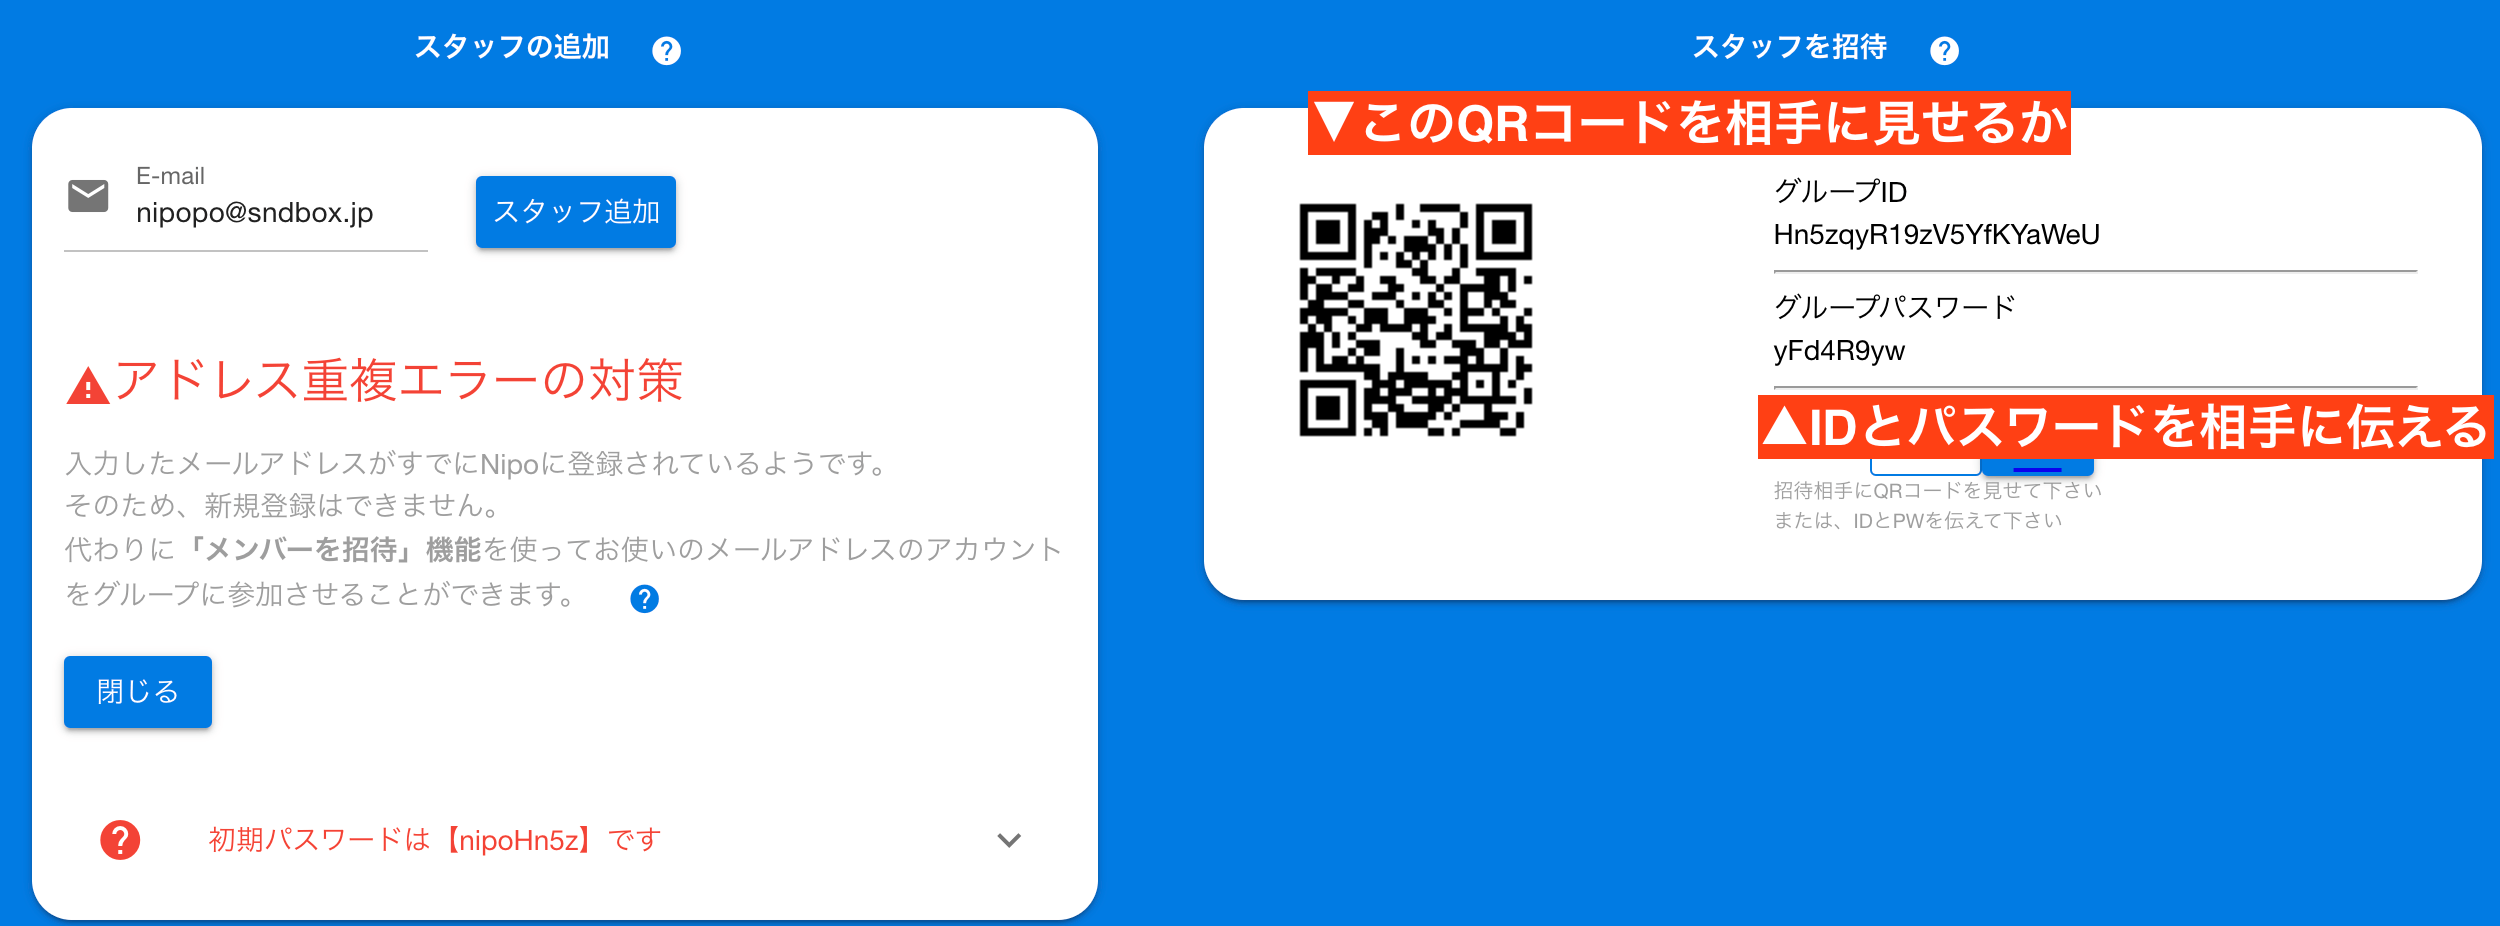 スタッフの追加
E-mail
nipopo@sndbox.jp
スタッフ追加
アドレス重複エラーの対策
入力したメールアドレスがすでにNipoに登録されているようです。
そのため、新規登録はできません。
代わりに「メンバーを招待」機能を使ってお使いのメールアドレスのアカウント
をグループに参加させることができます。
閉じる
初期パスワードは【nipoHn5z】です
スタッフを招待
▼このQRコードを相手に見せるか
グループID
Hn5zqyR19zV5YfKYaWeU
グループパスワード
yFd4R9yw
▲IDとパスワードを相手に伝える
招待相手にQRコードを見せて下さい
または、IDとPWを伝えて下さい